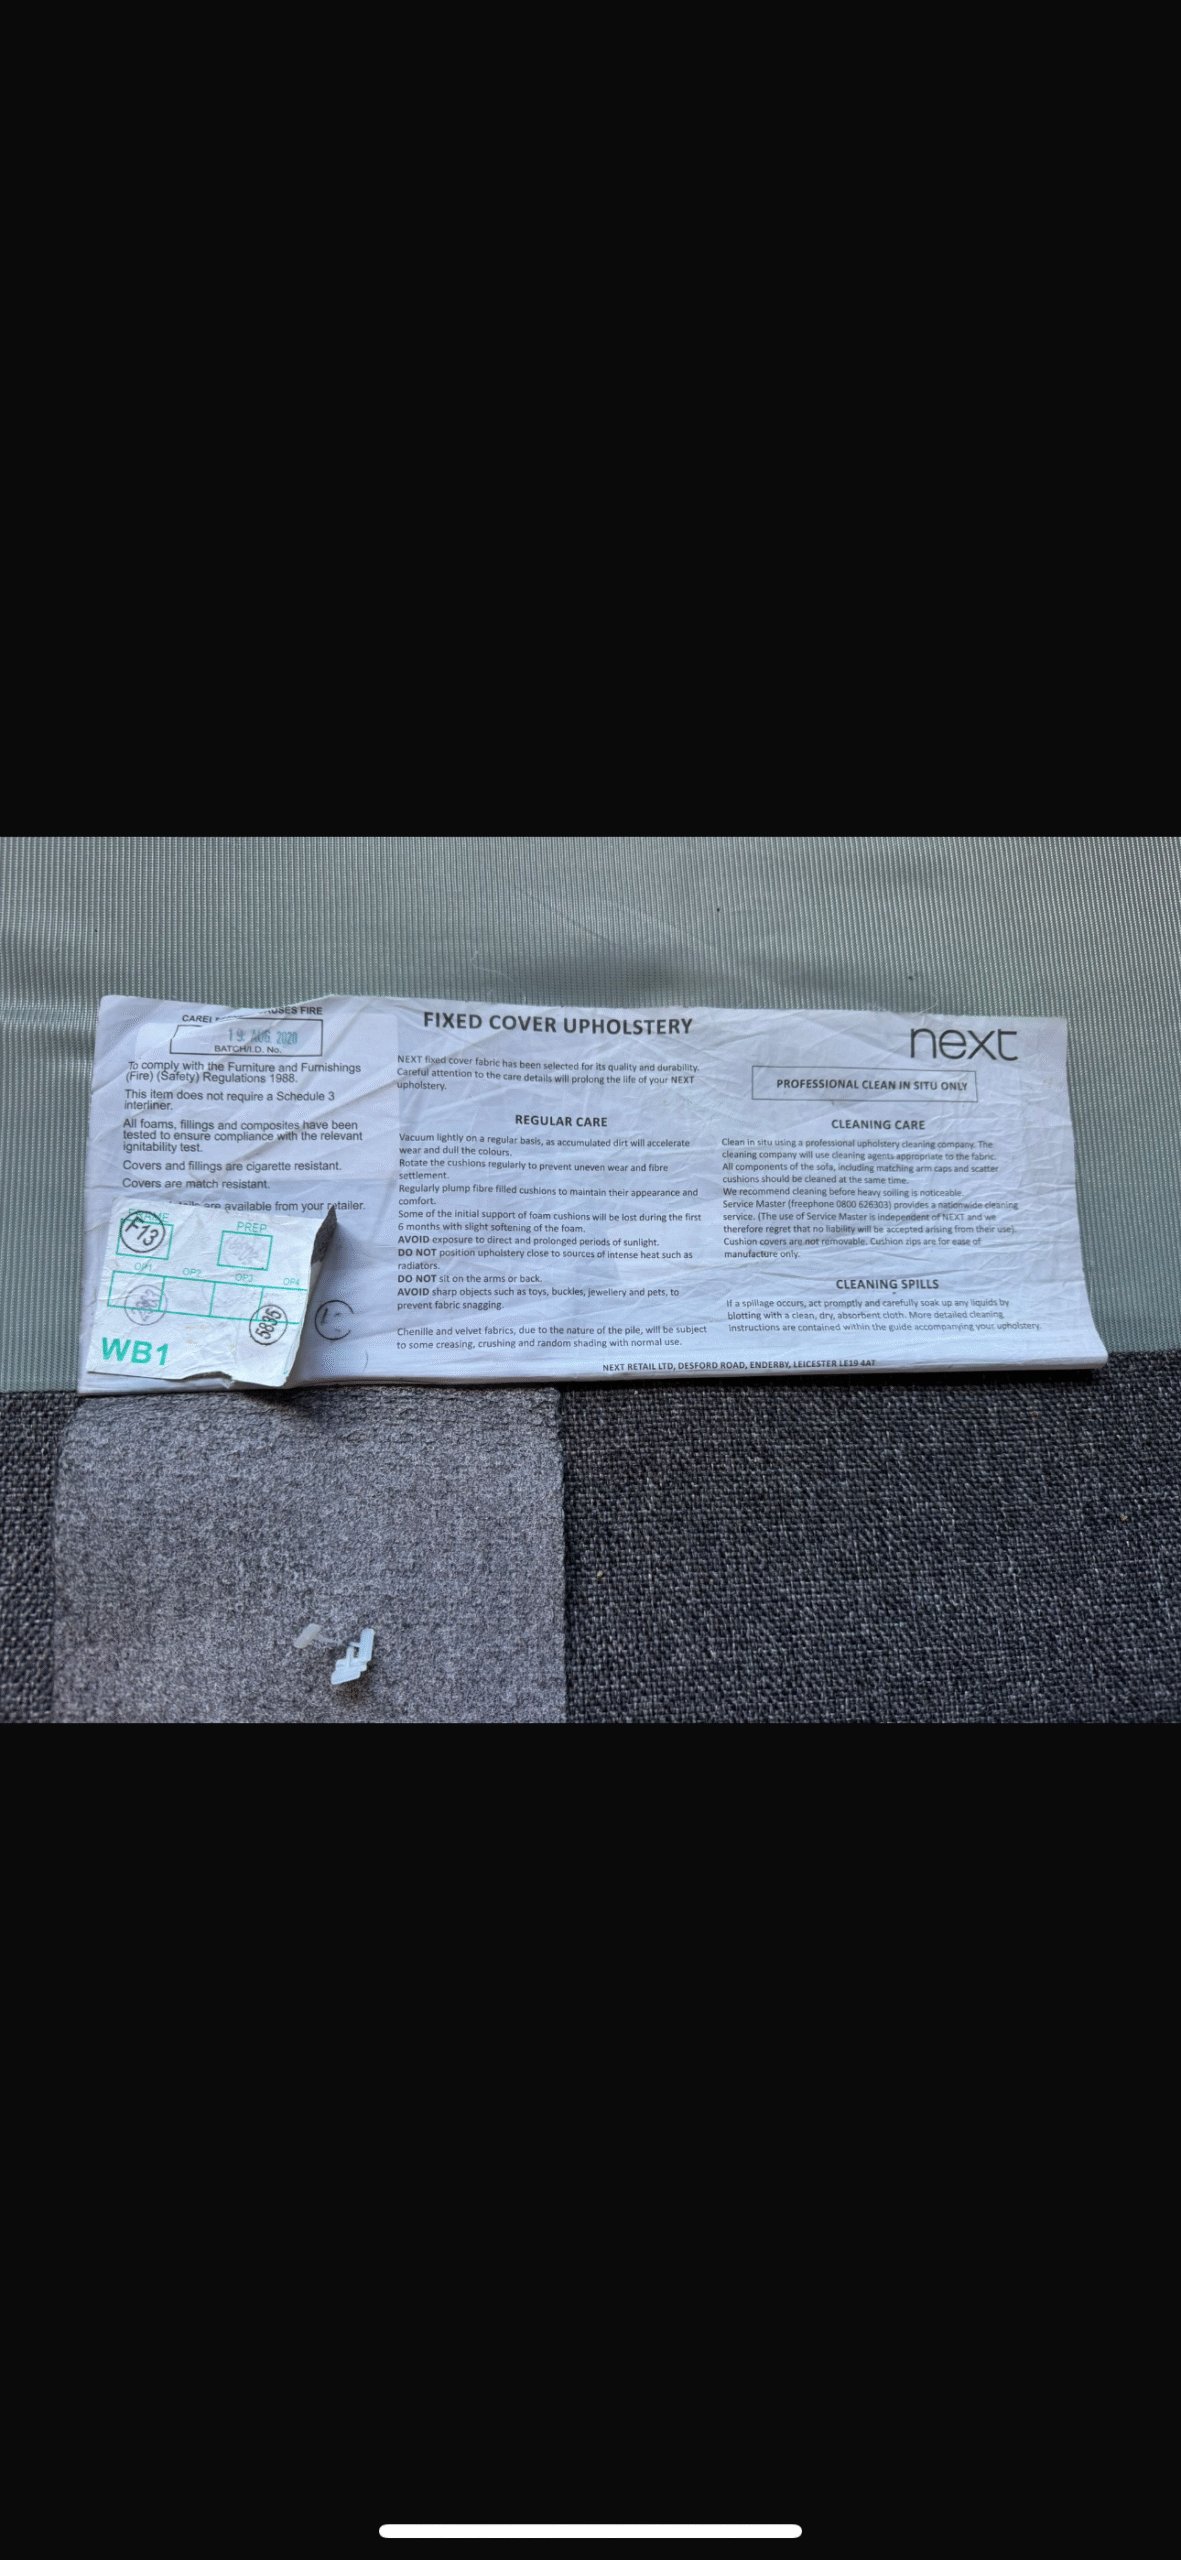 CARELESSNESS CAUSES FIRE
19 AUG 2020
BATCH/I.D. No.
To comply with the Furniture and Furnishings
(Fire) (Safety) Regulations 1988.
This item does not require a Schedule 3
interliner.
All foams, fillings and composites have been
tested to ensure compliance with the relevant
ignitability test.
Covers and fillings are cigarette resistant.
Covers are match resistant.
are available from your retailer.
FRAME
F73
PREP
OP1
OP2
OP3
OP4
5835
WB1
FIXED COVER UPHOLSTERY
NEXT fixed cover fabric has been selected for its quality and durability.
Careful attention to the care details will prolong the life of your NEXT
upholstery.
REGULAR CARE
Vacuum lightly on a regular basis, as accumulated dirt will accelerate
wear and dull the colours.
Rotate the cushions regularly to prevent uneven wear and fibre
settlement.
Regularly plump fibre filled cushions to maintain their appearance and
comfort.
Some of the initial support of foam cushions will be lost during the first
6 months with slight softening of the foam.
AVOID exposure to direct and prolonged periods of sunlight.
DO NOT position upholstery close to sources of intense heat such as
radiators.
DO NOT sit on the arms or back.
AVOID sharp objects such as toys, buckles, jewellery and pets, to
prevent fabric snagging.
Chenille and velvet fabrics, due to the nature of the pile, will be subject
to some creasing, crushing and random shading with normal use.
next
PROFESSIONAL CLEAN IN SITU ONLY
CLEANING CARE
Clean in situ using a professional upholstery cleaning company. The
cleaning company will use cleaning agents appropriate to the fabric.
All components of the sofa, including matching arm caps and scatter
cushions should be cleaned at the same time.
We recommend cleaning before heavy soiling is noticeable.
Service Master (freephone 0800 626303) provides a nationwide cleaning
service. (The use of Service Master is independent of NEXT and we
therefore regret that no liability will be accepted arising from their use).
Cushion covers are not removable. Cushion zips are for ease of
manufacture only.
CLEANING SPILLS
If a spillage occurs, act promptly and carefully soak up any liquids by
blotting with a clean, dry, absorbent cloth. More detailed cleaning
instructions are contained within the guide accompanying your upholstery.
NEXT RETAIL LTD, DESFORD ROAD, ENDERBY, LEICESTER LE19 4AT